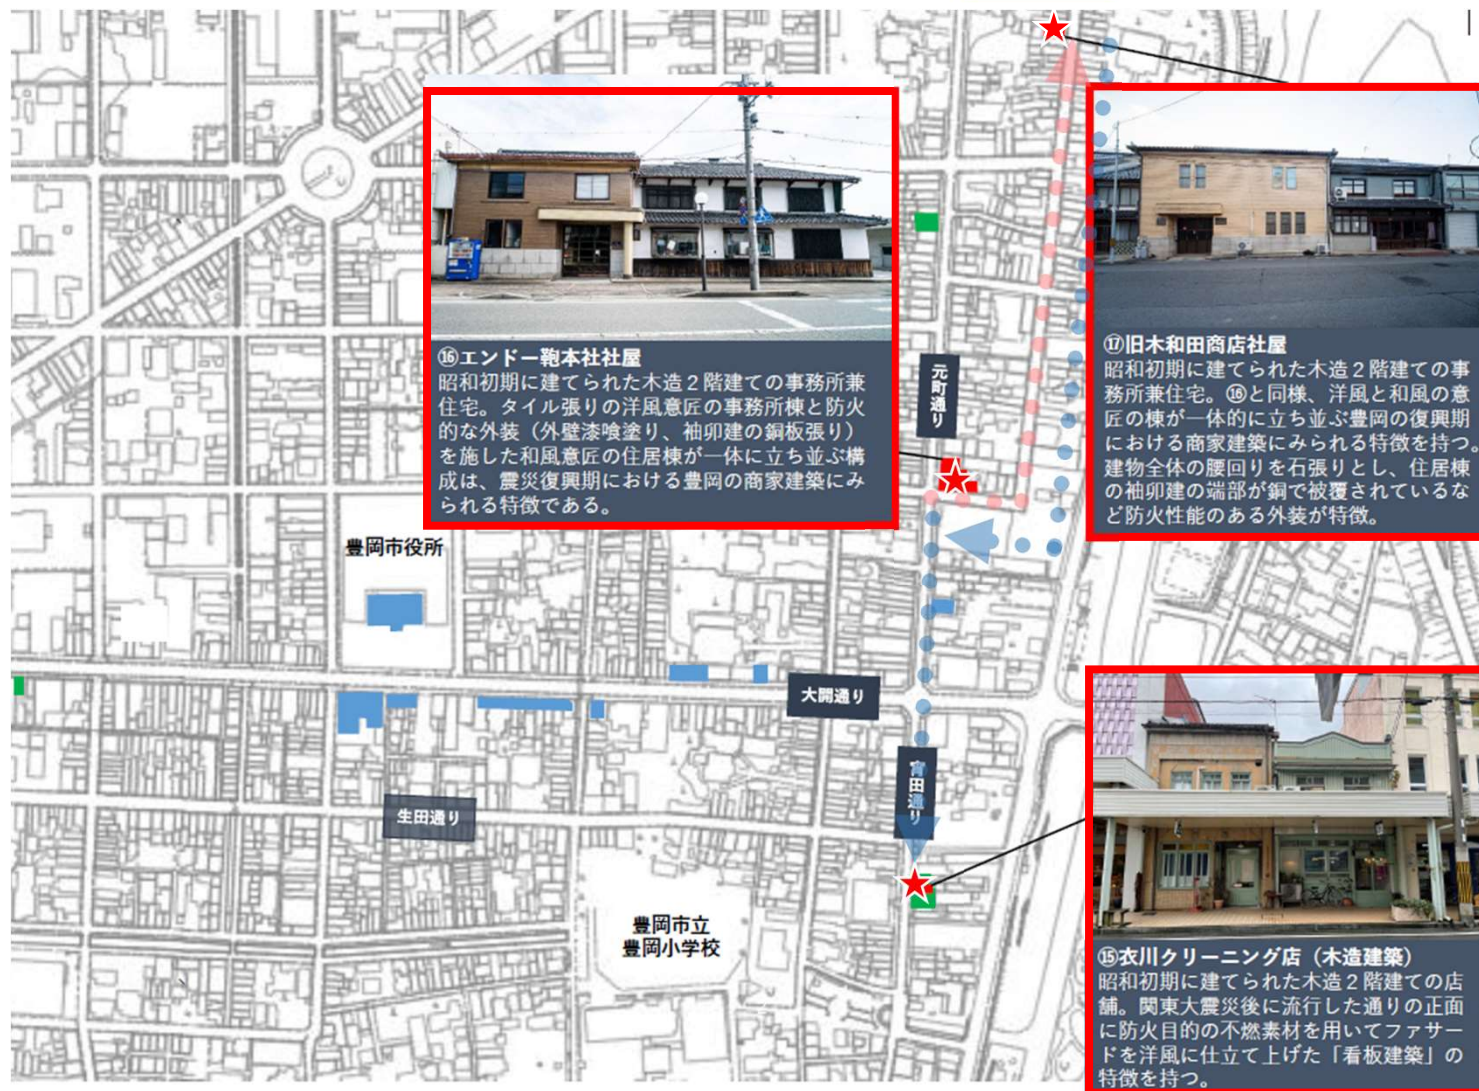 ⑯エンドー鞄本社社屋
昭和初期に建てられた木造２階建ての事務所兼
住宅。タイル張りの洋風意匠の事務所棟と防火
的な外装（外壁漆喰塗り、袖卯建の銅板張り）
を施した和風意匠の住居棟が一体に立ち並ぶ構
成は、震災復興期における豊岡の商家建築にみ
られる特徴である。
⑰旧木和田商店社屋
昭和初期に建てられた木造２階建ての事
務所兼住宅。⑯と同様、洋風と和風の意
匠の棟が一体的に立ち並ぶ豊岡の復興期
における商家建築にみられる特徴を持つ。
建物全体の腰回りを石張りとし、住居棟
の袖卯建の端部が銅で被覆されているな
ど防火性能のある外装が特徴。
元町通り
豊岡市役所
大開通り
宵田通り
生田通り
豊岡市立
豊岡小学校
⑮衣川クリーニング店（木造建築）
昭和初期に建てられた木造２階建ての店
舗。関東大震災後に流行した通りの正面
に防火目的の不燃素材を用いてファサー
ドを洋風に仕立て上げた「看板建築」の
特徴を持つ。